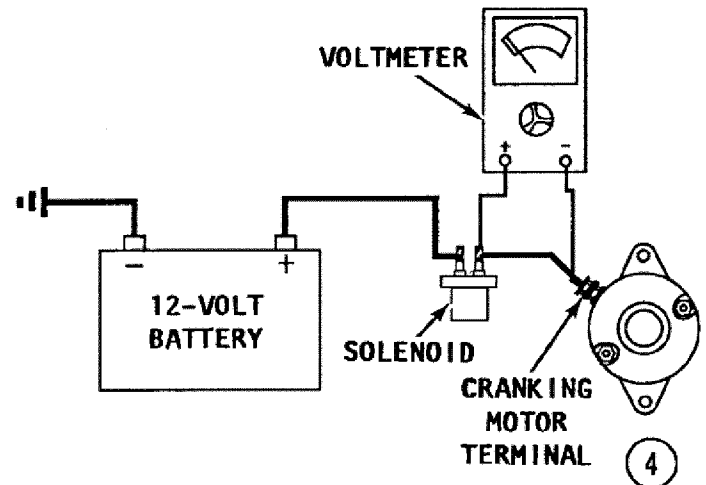 VOLTMETER
+ -
- +
12-VOLT
BATTERY
SOLENOID
CRANKING
MOTOR
TERMINAL
4